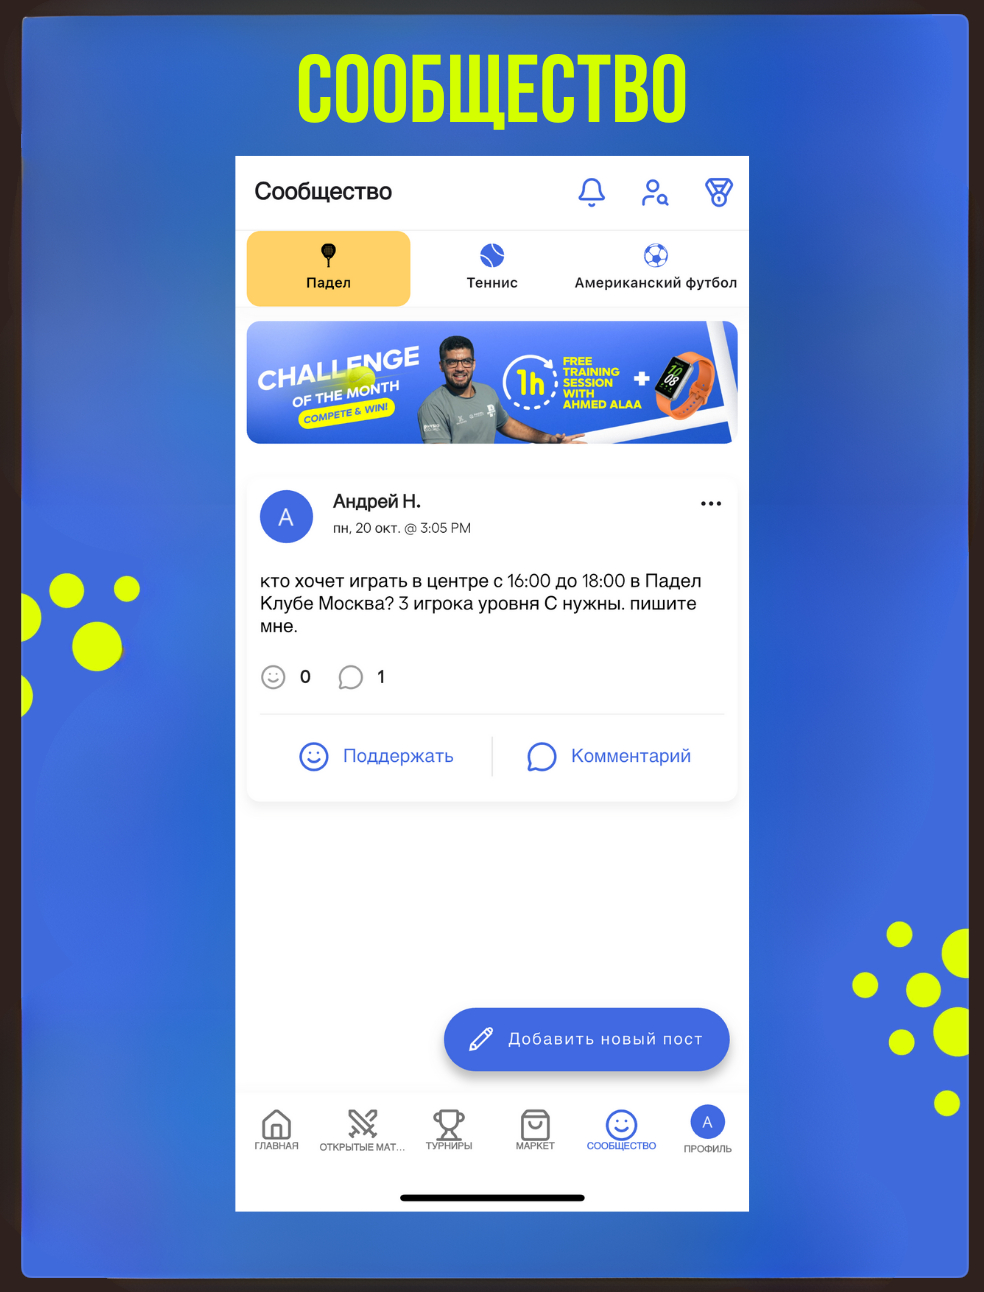 СООБЩЕСТВО
Сообщество
Падел
Теннис
Американский футбол
CHALLENGE
OF THE MONTH
COMPETE & WIN!
1h
FREE
TRAINING
SESSION
WITH
AHMED ALAA
+
10
08
А
Андрей Н.
пн, 20 окт. @ 3:05 PM
кто хочет играть в центре с 16:00 до 18:00 в Падел
Клубе Москва? 3 игрока уровня С нужны. пишите
мне.
0
1
Поддержать
Комментарий
Добавить новый пост
ГЛАВНАЯ
ОТКРЫТЫЕ МАТ...
ТУРНИРЫ
МАРКЕТ
СООБЩЕСТВО
А
ПРОФИЛЬ